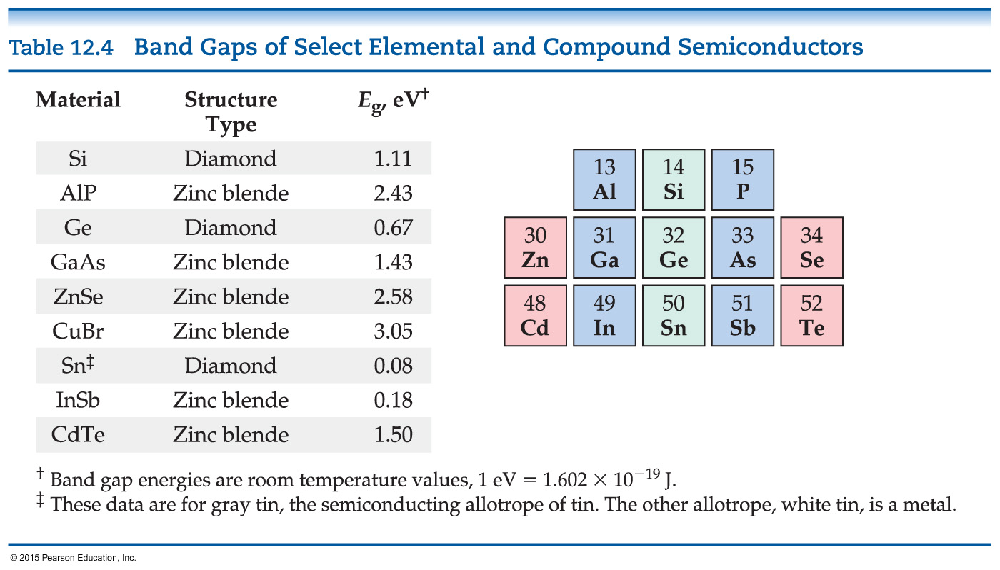 Table 12.4 Band Gaps of Select Elemental and Compound Semiconductors
Material Structure Type Eg, eV†
Si Diamond 1.11
AlP Zinc blende 2.43
Ge Diamond 0.67
GaAs Zinc blende 1.43
ZnSe Zinc blende 2.58
CuBr Zinc blende 3.05
Sn‡ Diamond 0.08
InSb Zinc blende 0.18
CdTe Zinc blende 1.50
13 14 15
Al Si P
30 31 32 33 34
Zn Ga Ge As Se
48 49 50 51 52
Cd In Sn Sb Te
† Band gap energies are room temperature values, 1 eV = 1.602 × 10⁻¹⁹ J.
‡ These data are for gray tin, the semiconducting allotrope of tin. The other allotrope, white tin, is a metal.
© 2015 Pearson Education, Inc.